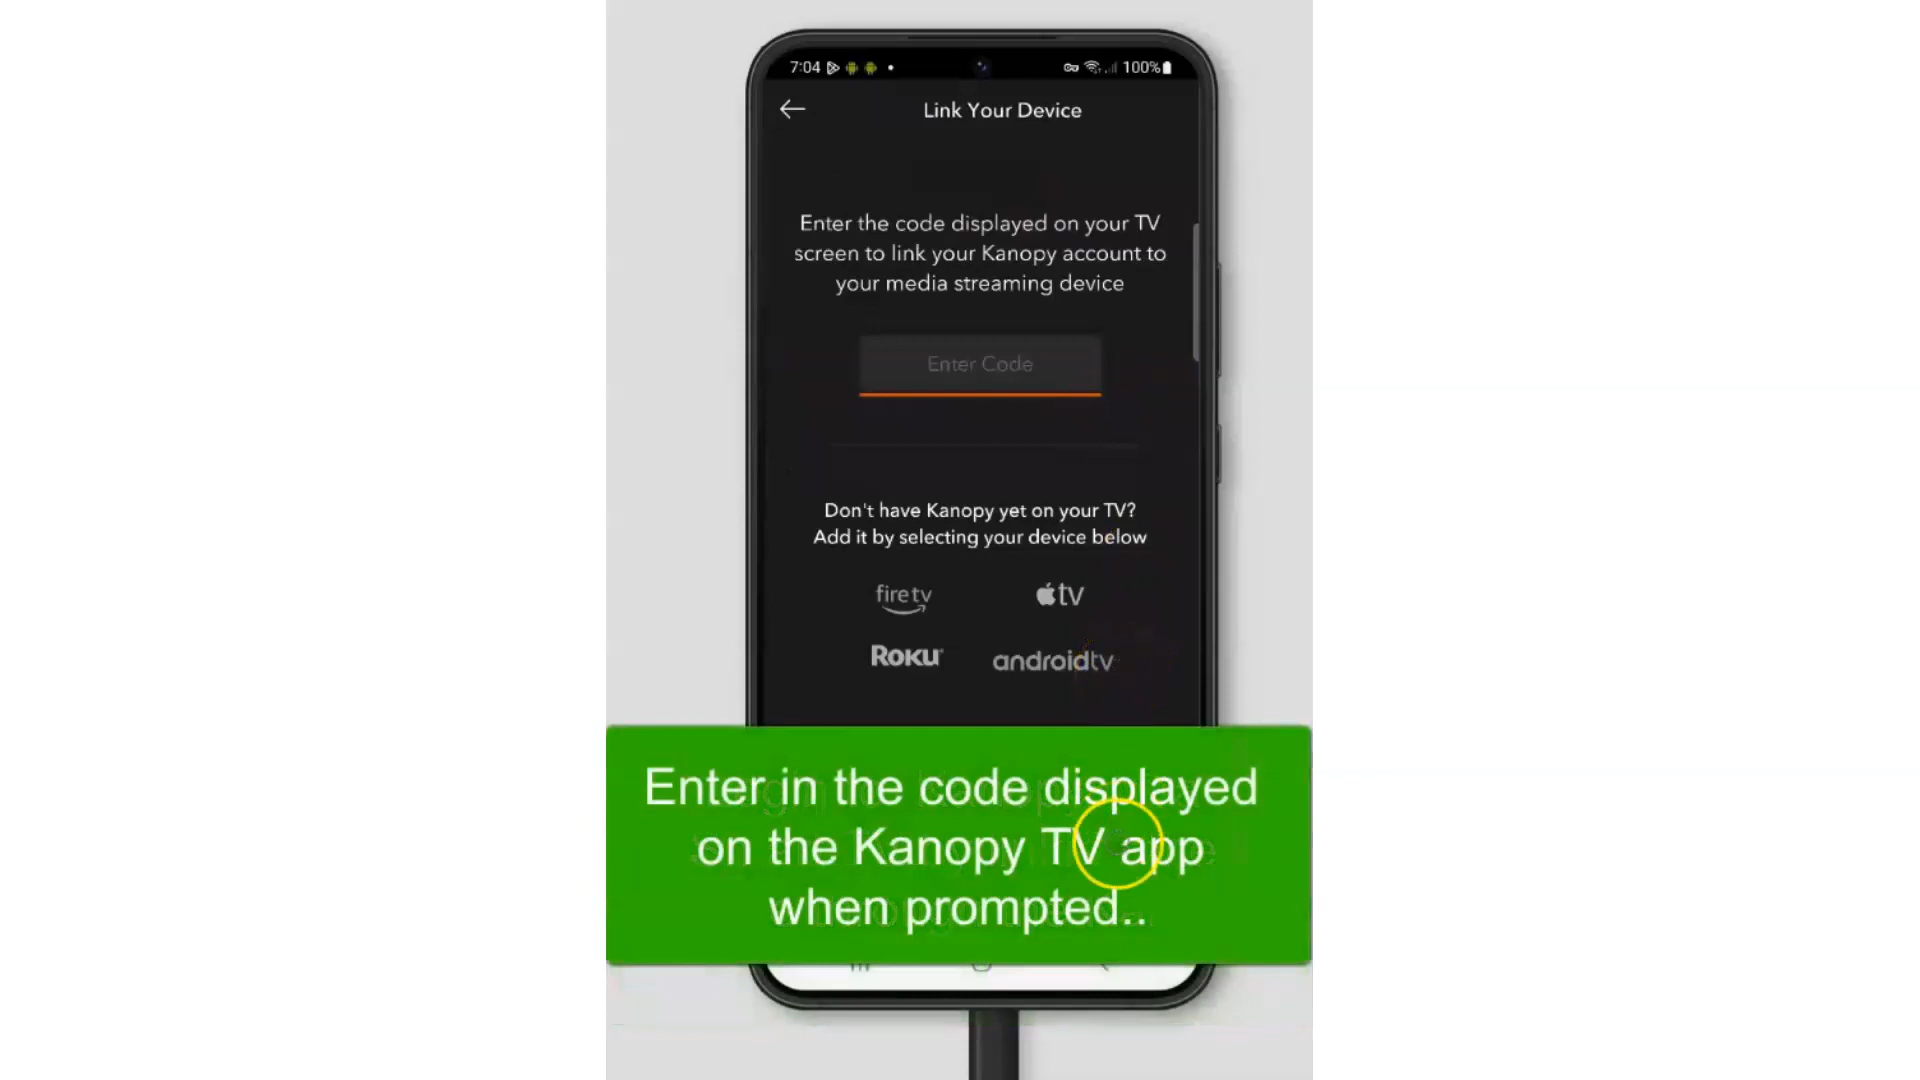 7:04
100%
Link Your Device
Enter the code displayed on your TV
screen to link your Kanopy account to
your media streaming device
Enter Code
Don't have Kanopy yet on your TV?
Add it by selecting your device below
fire tv
tv
ROKU
androidtv
Enter in the code displayed
on the Kanopy TV app
when prompted..